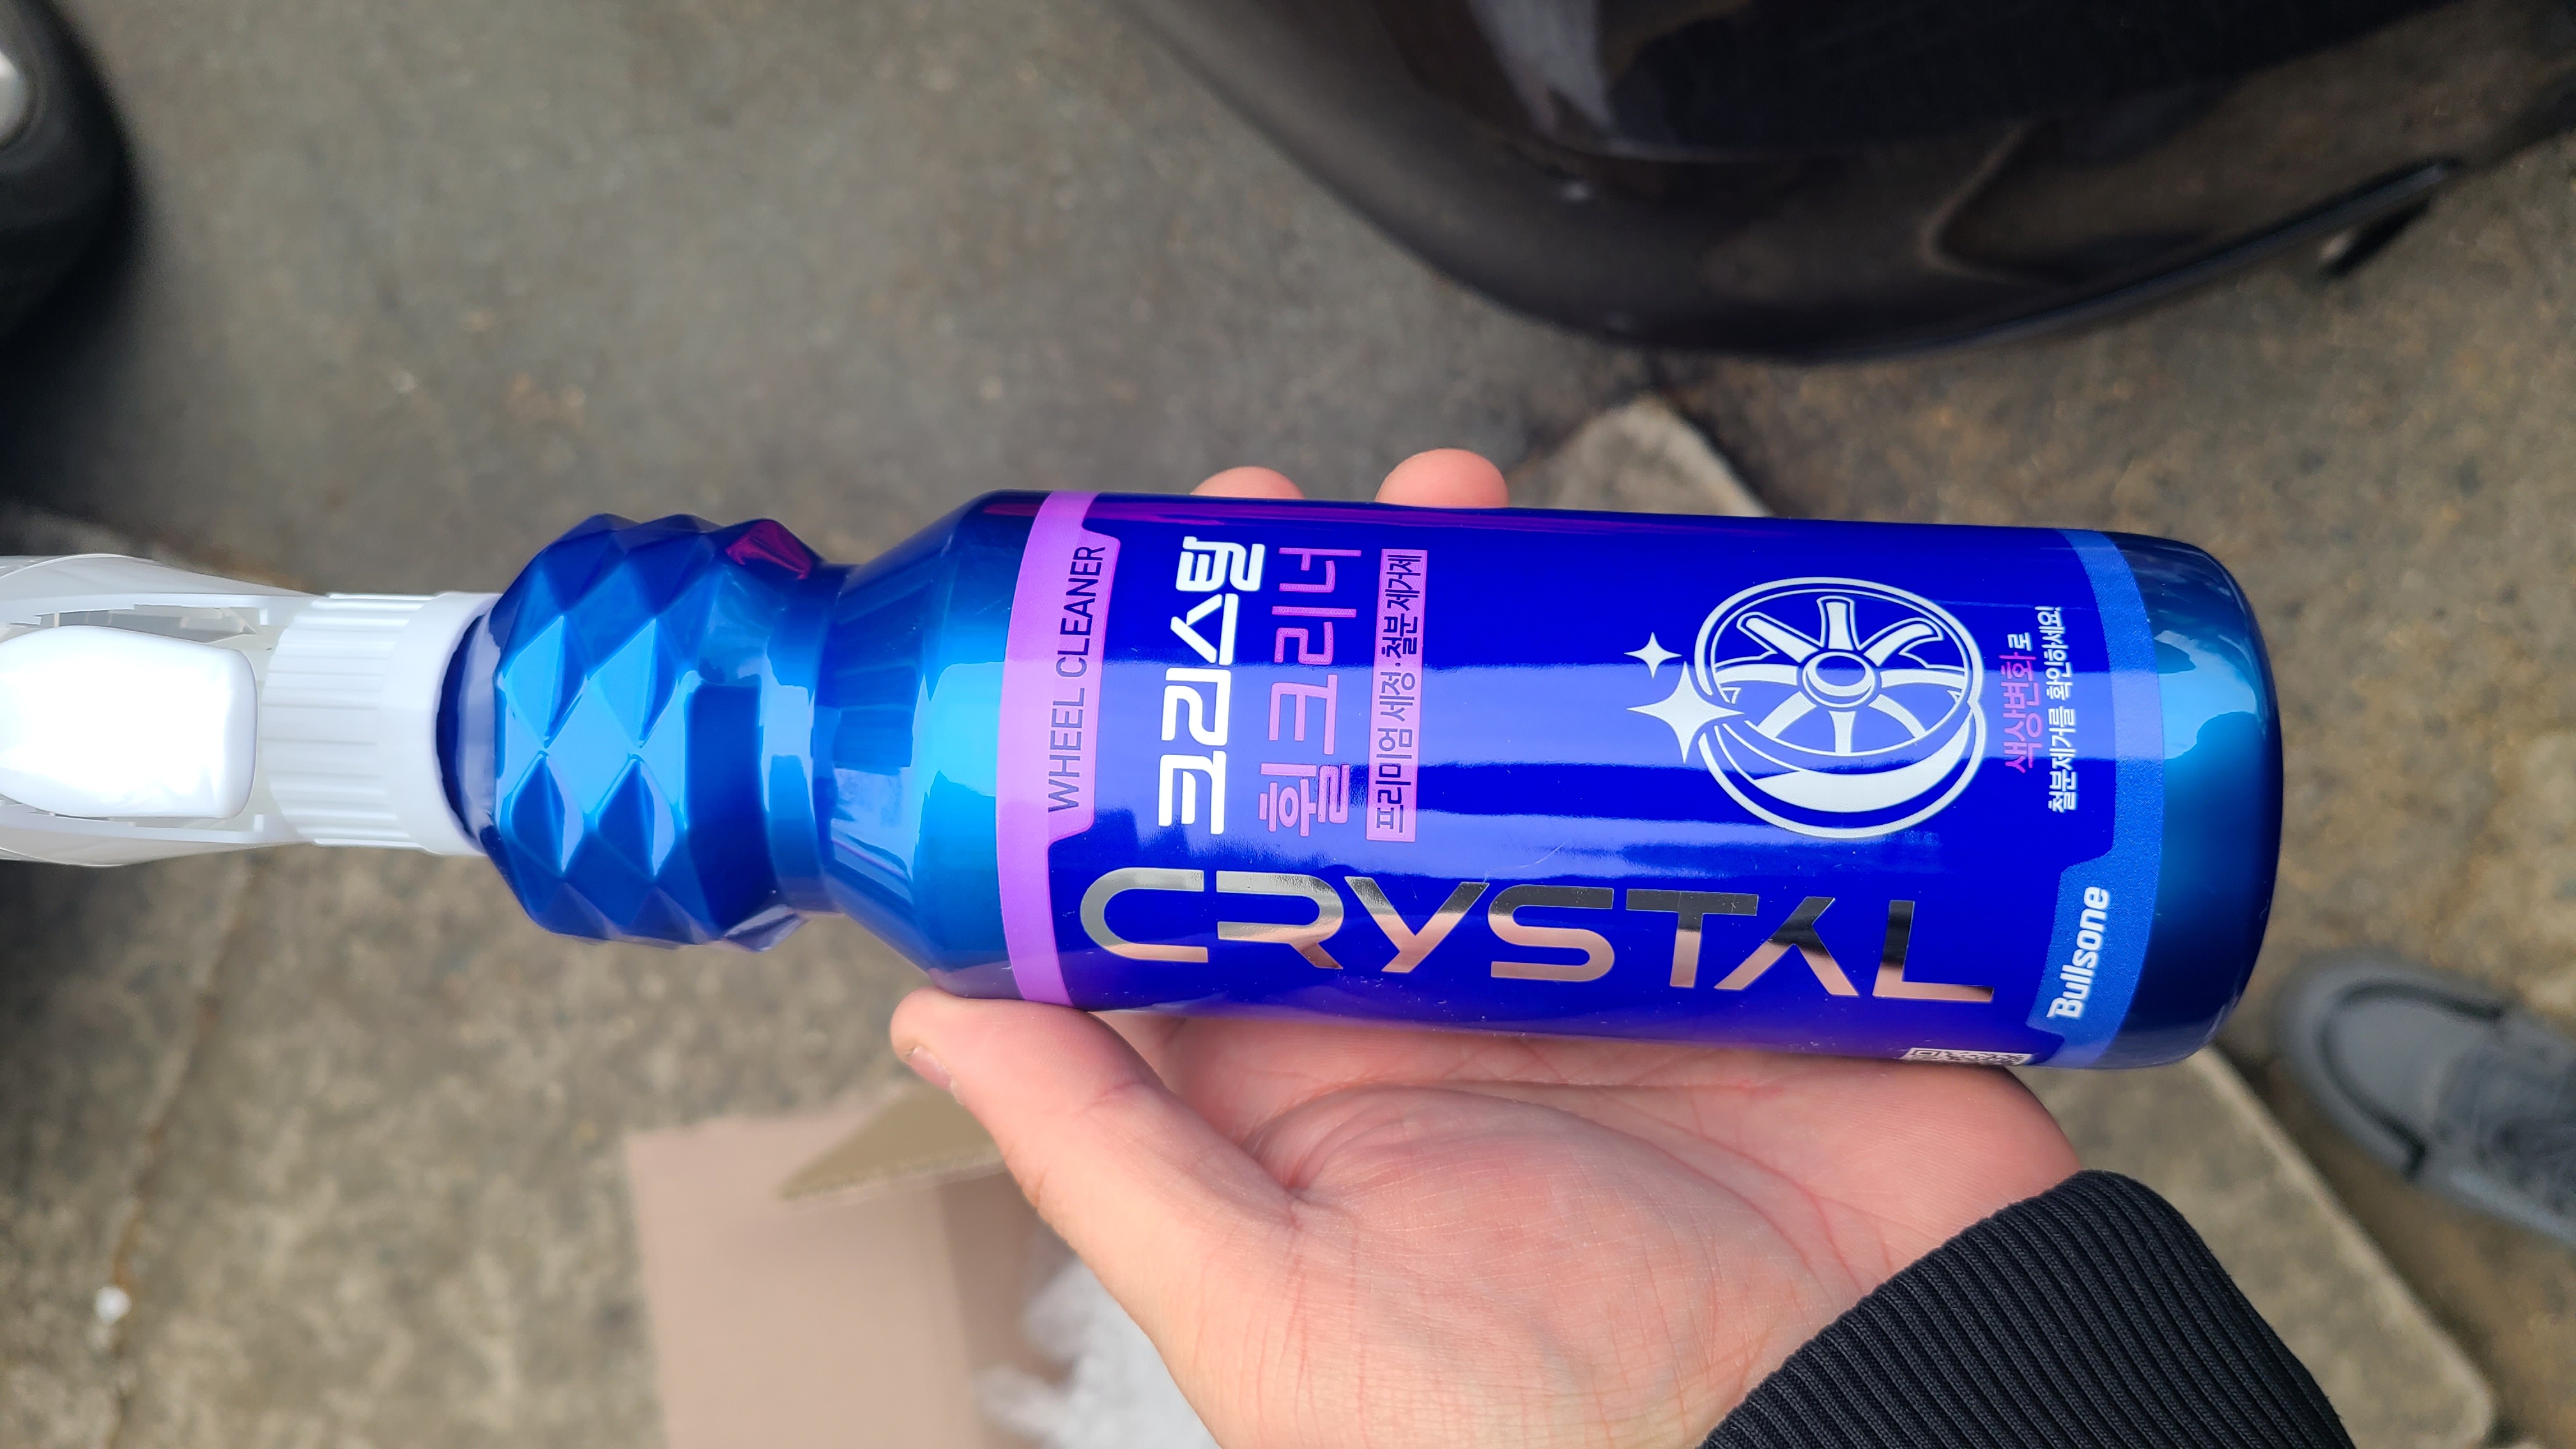 WHEEL CLEANER
크리스탈
휠크리너
프리미엄 세정·철분제거제
CRYSTAL
색상변화로
철분제거를 확인하세요!
Bullsone